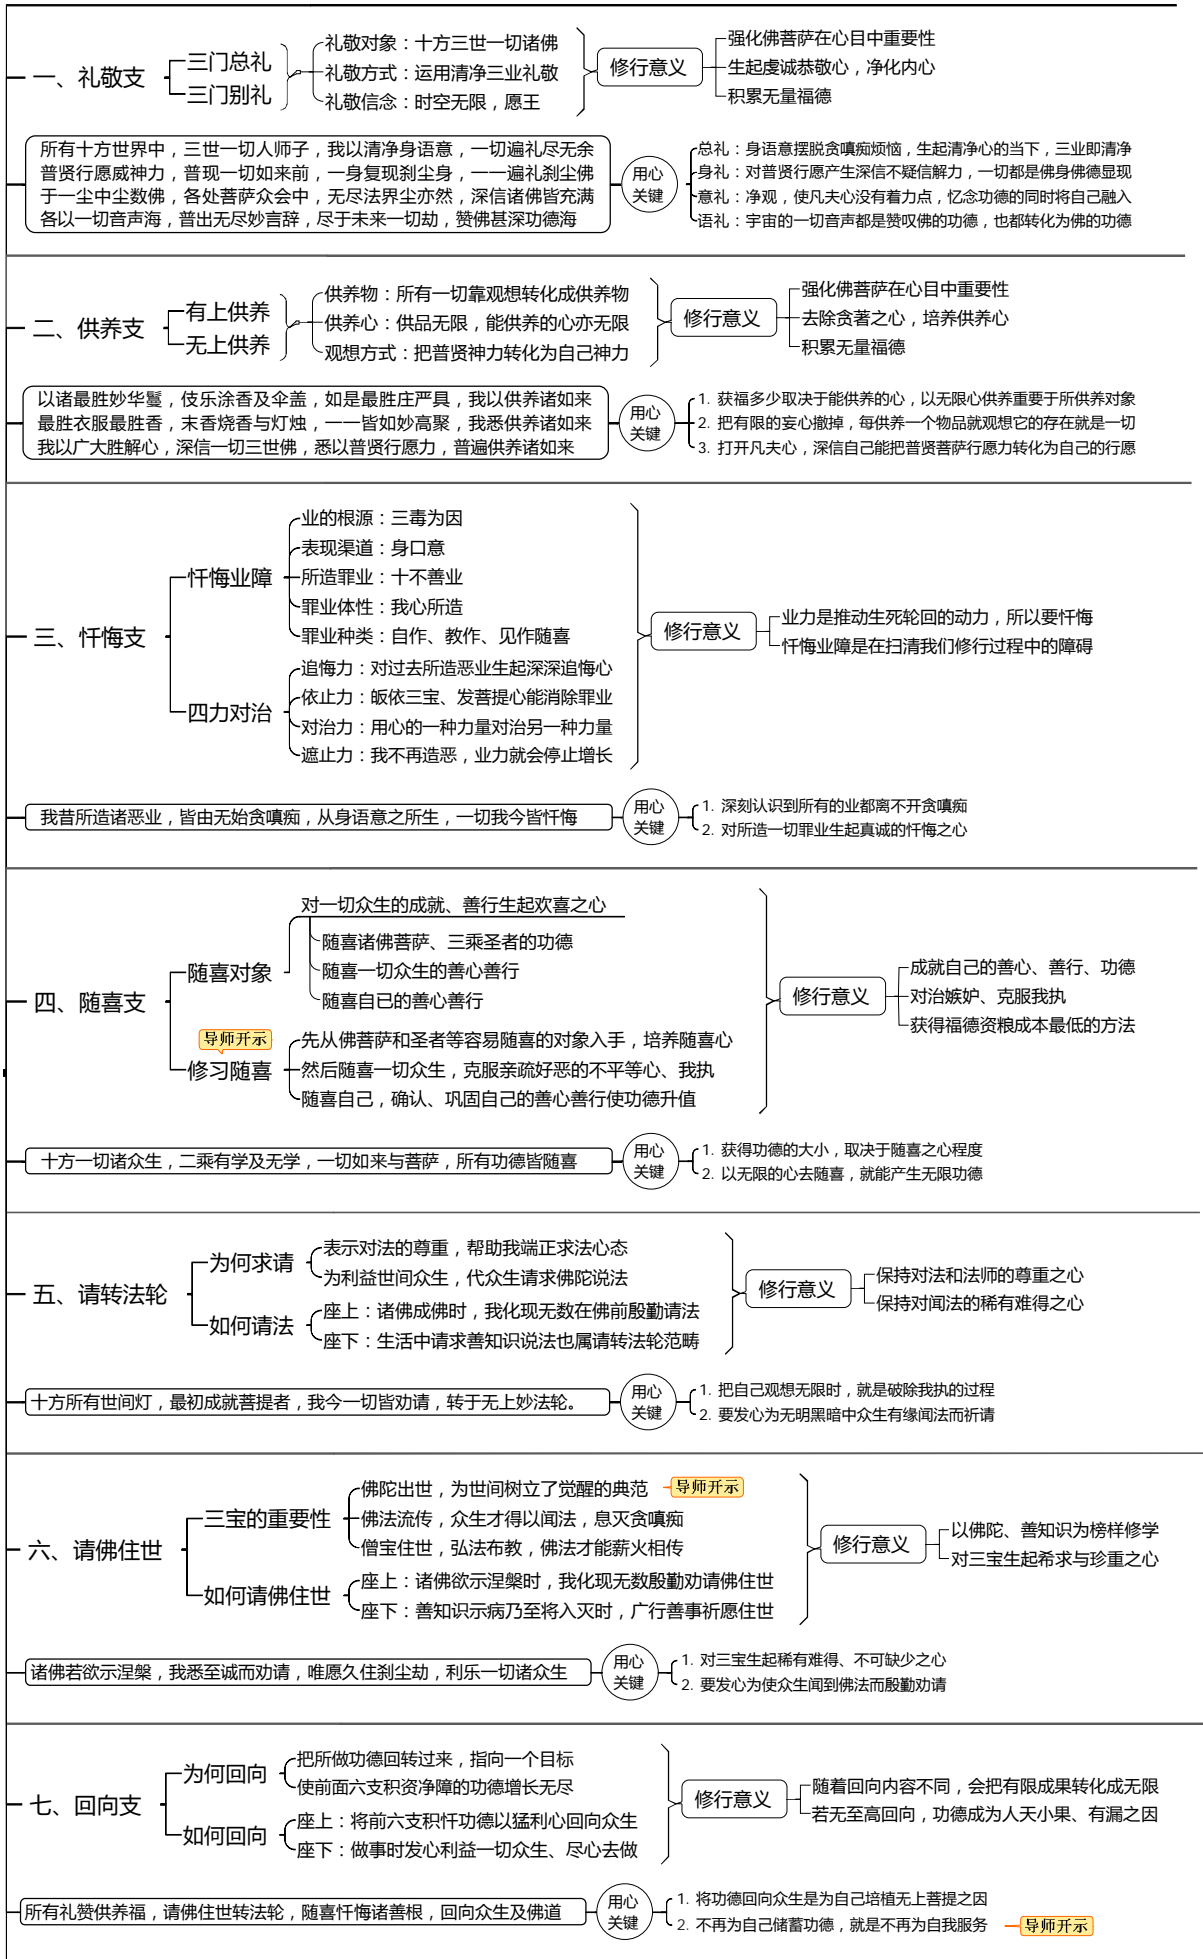 一、礼敬支
三门总礼
三门别礼
礼敬对象：十方三世一切诸佛
礼敬方式：运用清净三业礼敬
礼敬信念：时空无限，愿王
修行意义
强化佛菩萨在心目中重要性
生起虔诚恭敬心，净化内心
积累无量福德
所有十方世界中，三世一切人师子，我以清净身语意，一切遍礼尽无余
普贤行愿威神力，普现一切如来前，一身复现刹尘身，一一遍礼刹尘佛
于一尘中尘数佛，各处菩萨众会中，无尽法界尘亦然，深信诸佛皆充满
各以一切音声海，普出无尽妙言辞，尽于未来一切劫，赞佛甚深功德海
用心
关键
总礼：身语意摆脱贪嗔痴烦恼，生起清净心的当下，三业即清净
身礼：对普贤行愿产生深信不疑信解力，一切都是佛身佛德显现
意礼：净观，使凡夫心没有着力点，忆念功德的同时将自己融入
语礼：宇宙的一切音声都是赞叹佛的功德，也都转化为佛的功德
二、供养支
有上供养
无上供养
供养物：所有一切靠观想转化成供养物
供养心：供品无限，能供养的心亦无限
观想方式：把普贤神力转化为自己神力
修行意义
强化佛菩萨在心目中重要性
去除贪著之心，培养供养心
积累无量福德
以诸最胜妙华鬘，伎乐涂香及伞盖，如是最胜庄严具，我以供养诸如来
最胜衣服最胜香，末香烧香与灯烛，一一皆如妙高聚，我悉供养诸如来
我以广大胜解心，深信一切三世佛，悉以普贤行愿力，普遍供养诸如来
用心
关键
1. 获福多少取决于能供养的心，以无限心供养重要于所供养对象
2. 把有限的妄心撤掉，每供养一个物品就观想它的存在就是一切
3. 打开凡夫心，深信自己能把普贤菩萨行愿力转化为自己的行愿
三、忏悔支
忏悔业障
业的根源：三毒为因
表现渠道：身口意
所造罪业：十不善业
罪业体性：我心所造
罪业种类：自作、教作、见作随喜
四力对治
追悔力：对过去所造恶业生起深深追悔心
依止力：皈依三宝、发菩提心能消除罪业
对治力：用心的一种力量对治另一种力量
遮止力：我不再造恶，业力就会停止增长
修行意义
业力是推动生死轮回的动力，所以要忏悔
忏悔业障是在扫清我们修行过程中的障碍
我昔所造诸恶业，皆由无始贪嗔痴，从身语意之所生，一切我今皆忏悔
用心
关键
1. 深刻认识到所有的业都离不开贪嗔痴
2. 对所造一切罪业生起真诚的忏悔之心
四、随喜支
随喜对象
对一切众生的成就、善行生起欢喜之心
随喜诸佛菩萨、三乘圣者的功德
随喜一切众生的善心善行
随喜自已的善心善行
导师开示
修习随喜
先从佛菩萨和圣者等容易随喜的对象入手，培养随喜心
然后随喜一切众生，克服亲疏好恶的不平等心、我执
随喜自己，确认、巩固自己的善心善行使功德升值
修行意义
成就自己的善心、善行、功德
对治嫉妒、克服我执
获得福德资粮成本最低的方法
十方一切诸众生，二乘有学及无学，一切如来与菩萨，所有功德皆随喜
用心
关键
1. 获得功德的大小，取决于随喜之心程度
2. 以无限的心去随喜，就能产生无限功德
五、请转法轮
为何求请
表示对法的尊重，帮助我端正求法心态
为利益世间众生，代众生请求佛陀说法
如何请法
座上：诸佛成佛时，我化现无数在佛前殷勤请法
座下：生活中请求善知识说法也属请转法轮范畴
修行意义
保持对法和法师的尊重之心
保持对闻法的稀有难得之心
十方所有世间灯，最初成就菩提者，我今一切皆劝请，转于无上妙法轮。
用心
关键
1. 把自己观想无限时，就是破除我执的过程
2. 要发心为无明黑暗中众生有缘闻法而祈请
六、请佛住世
三宝的重要性
佛陀出世，为世间树立了觉醒的典范
导师开示
佛法流传，众生才得以闻法，息灭贪嗔痴
僧宝住世，弘法布教，佛法才能薪火相传
如何请佛住世
座上：诸佛欲示涅槃时，我化现无数殷勤劝请佛住世
座下：善知识示病乃至将入灭时，广行善事祈愿住世
修行意义
以佛陀、善知识为榜样修学
对三宝生起希求与珍重之心
诸佛若欲示涅槃，我悉至诚而劝请，唯愿久住刹尘劫，利乐一切诸众生
用心
关键
1. 对三宝生起稀有难得、不可缺少之心
2. 要发心为使众生闻到佛法而殷勤劝请
七、回向支
为何回向
把所做功德回转过来，指向一个目标
使前面六支积资净障的功德增长无尽
如何回向
座上：将前六支积忏功德以猛利心回向众生
座下：做事时发心利益一切众生、尽心去做
修行意义
随着回向内容不同，会把有限成果转化成无限
若无至高回向，功德成为人天小果、有漏之因
所有礼赞供养福，请佛住世转法轮，随喜忏悔诸善根，回向众生及佛道
用心
关键
1. 将功德回向众生是为自己培植无上菩提之因
2. 不再为自己储蓄功德，就是不再为自我服务
导师开示